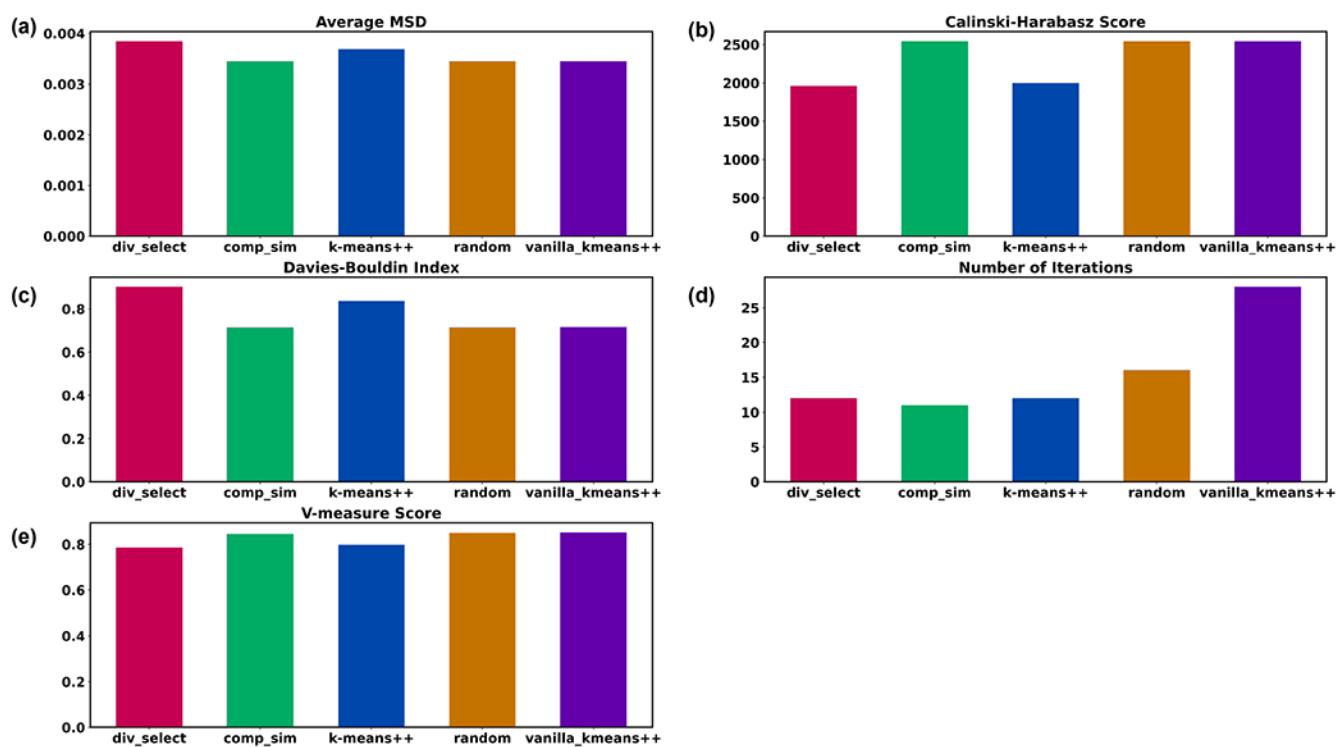 (a)
Average MSD
0.004
0.003
0.002
0.001
0.000
div_select comp_sim k-means++ random vanilla_kmeans++
(b)
Calinski-Harabasz Score
2500
2000
1500
1000
500
0
div_select comp_sim k-means++ random vanilla_kmeans++
(c)
Davies-Bouldin Index
0.8
0.6
0.4
0.2
0.0
div_select comp_sim k-means++ random vanilla_kmeans++
(d)
Number of Iterations
25
20
15
10
5
0
div_select comp_sim k-means++ random vanilla_kmeans++
(e)
V-measure Score
0.8
0.6
0.4
0.2
0.0
div_select comp_sim k-means++ random vanilla_kmeans++